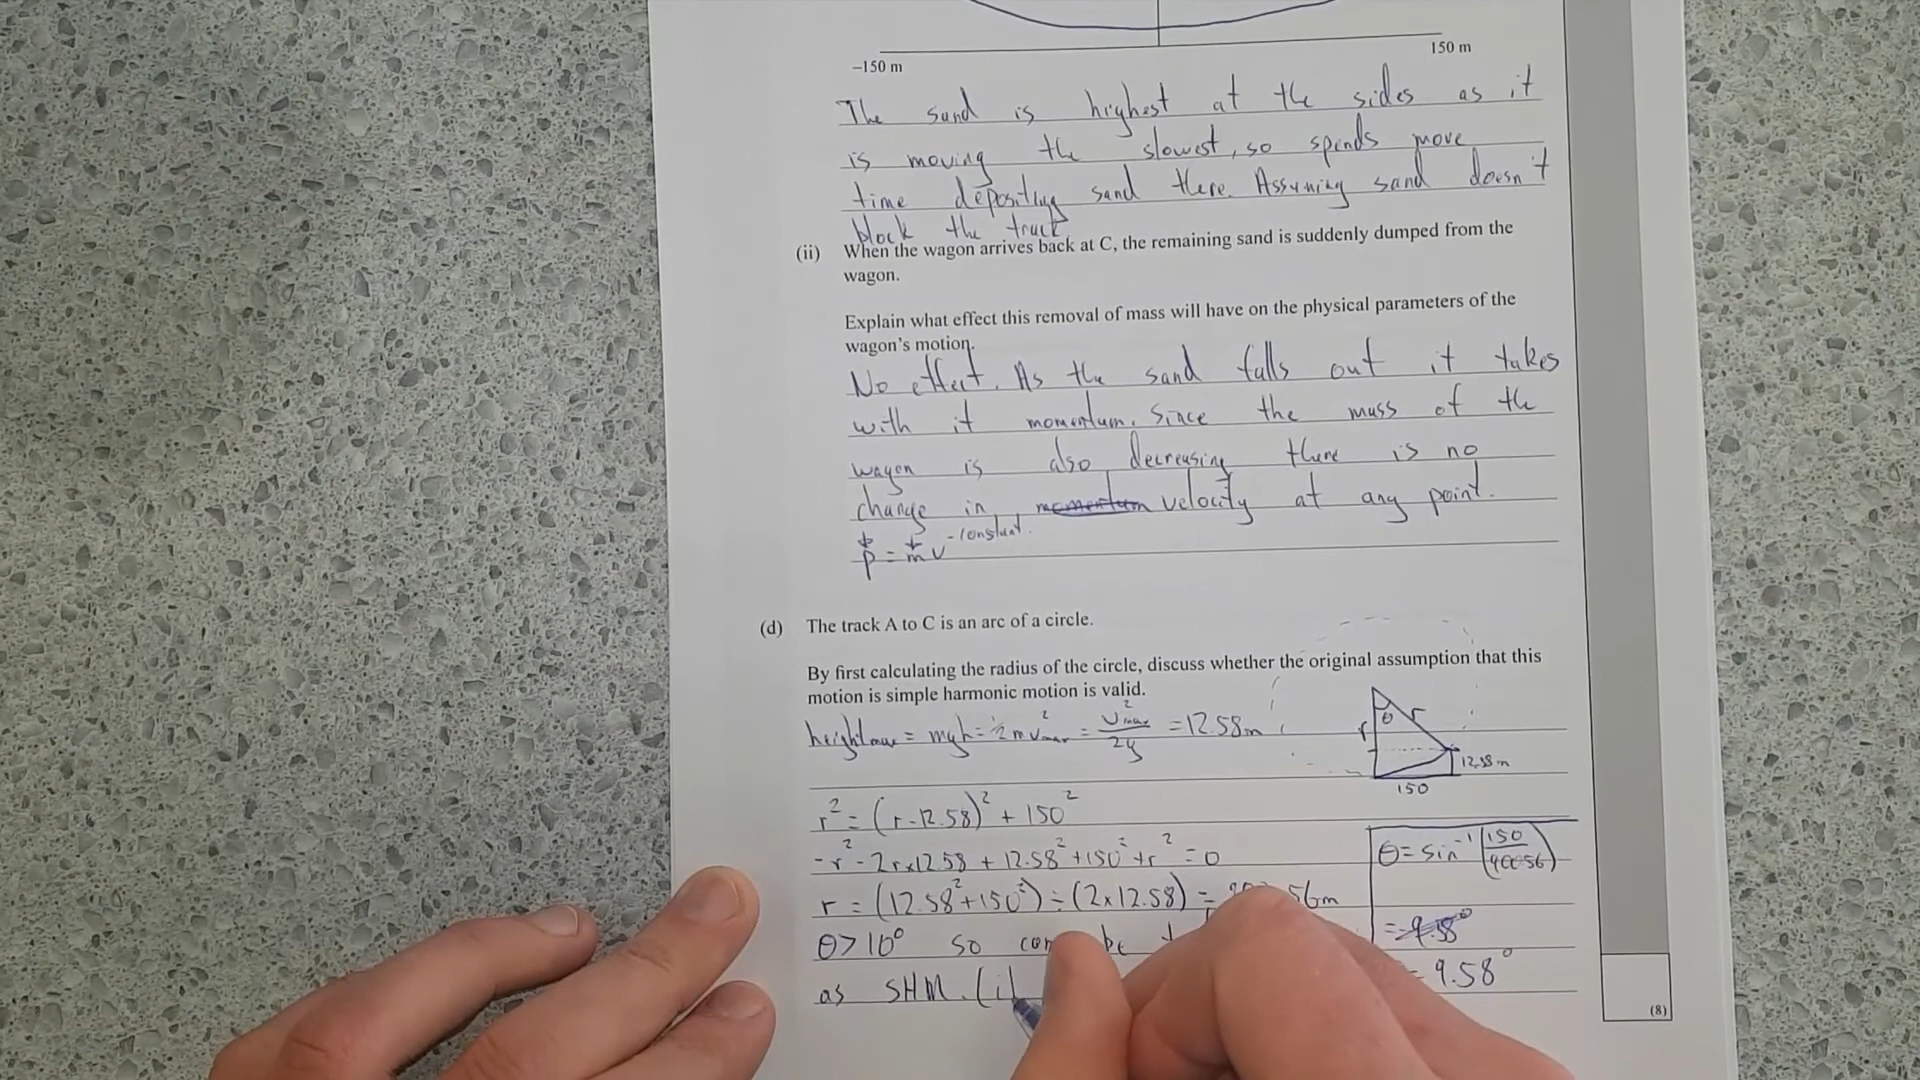 -150 m
150 m
The sand is highest at the sides as it
is moving the slowest, so spends more
time depositing sand there. Assuming sand doesn't
block the track
(ii) When the wagon arrives back at C, the remaining sand is suddenly dumped from the
wagon.
Explain what effect this removal of mass will have on the physical parameters of the
wagon's motion.
No effect. As the sand falls out it takes
with it momentum. Since the mass of the
wagon is also decreasing there is no
change in momentum velocity at any point.
p = m v - constant.
(d) The track A to C is an arc of a circle.
By first calculating the radius of the circle, discuss whether the original assumption that this
motion is simple harmonic motion is valid.
height max = mgh = ½ m v²max = v²max / 2g = 12.58m
r θ r
12.58 m
150
r² = (r - 12.58)² + 150²
-r² - 2r×12.58 + 12.58² + 150² + r² = 0
r = (12.58² + 150²) ÷ (2×12.58) = 56m
θ > 10° so
as SHM. (i)
θ = sin⁻¹ (150
= 9.58°